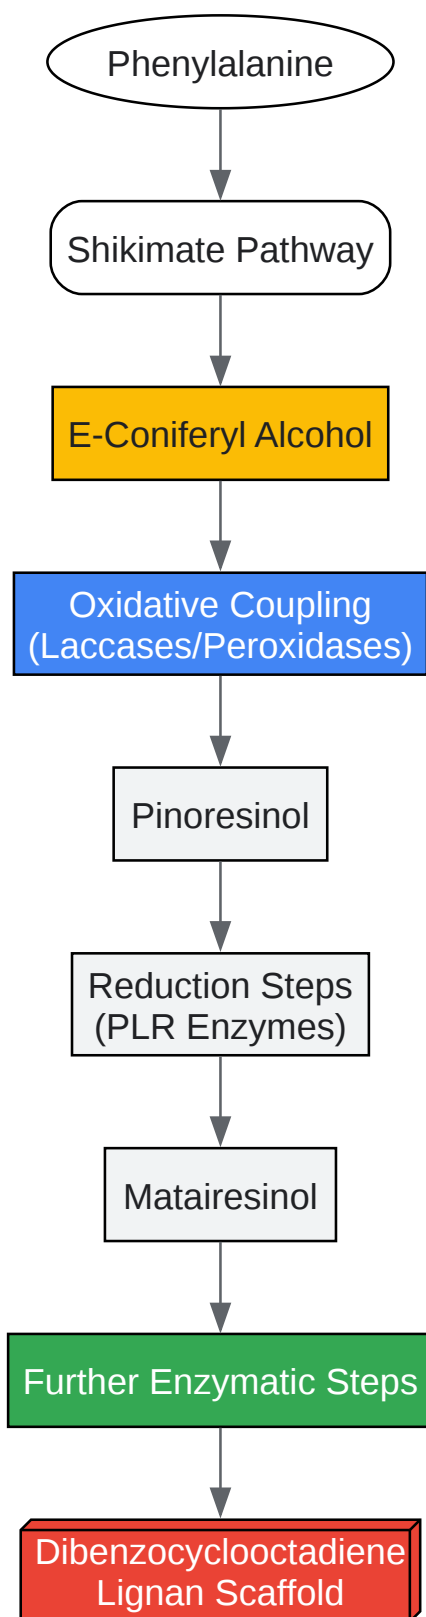 Phenylalanine
Shikimate Pathway
E-Coniferyl Alcohol
Oxidative Coupling
(Laccases/Peroxidases)
Pinoresinol
Reduction Steps
(PLR Enzymes)
Matairesinol
Further Enzymatic Steps
Dibenzocyclooctadiene
Lignan Scaffold